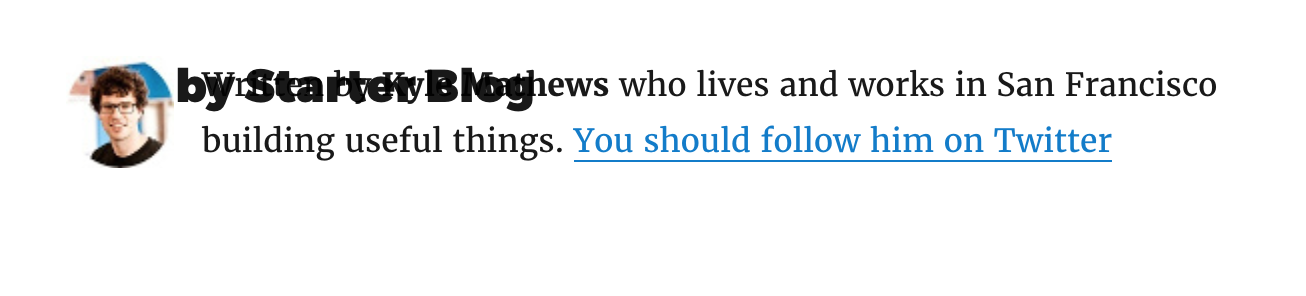 by Starter Blog
Written by Kyle Mathews who lives and works in San Francisco
building useful things. You should follow him on Twitter